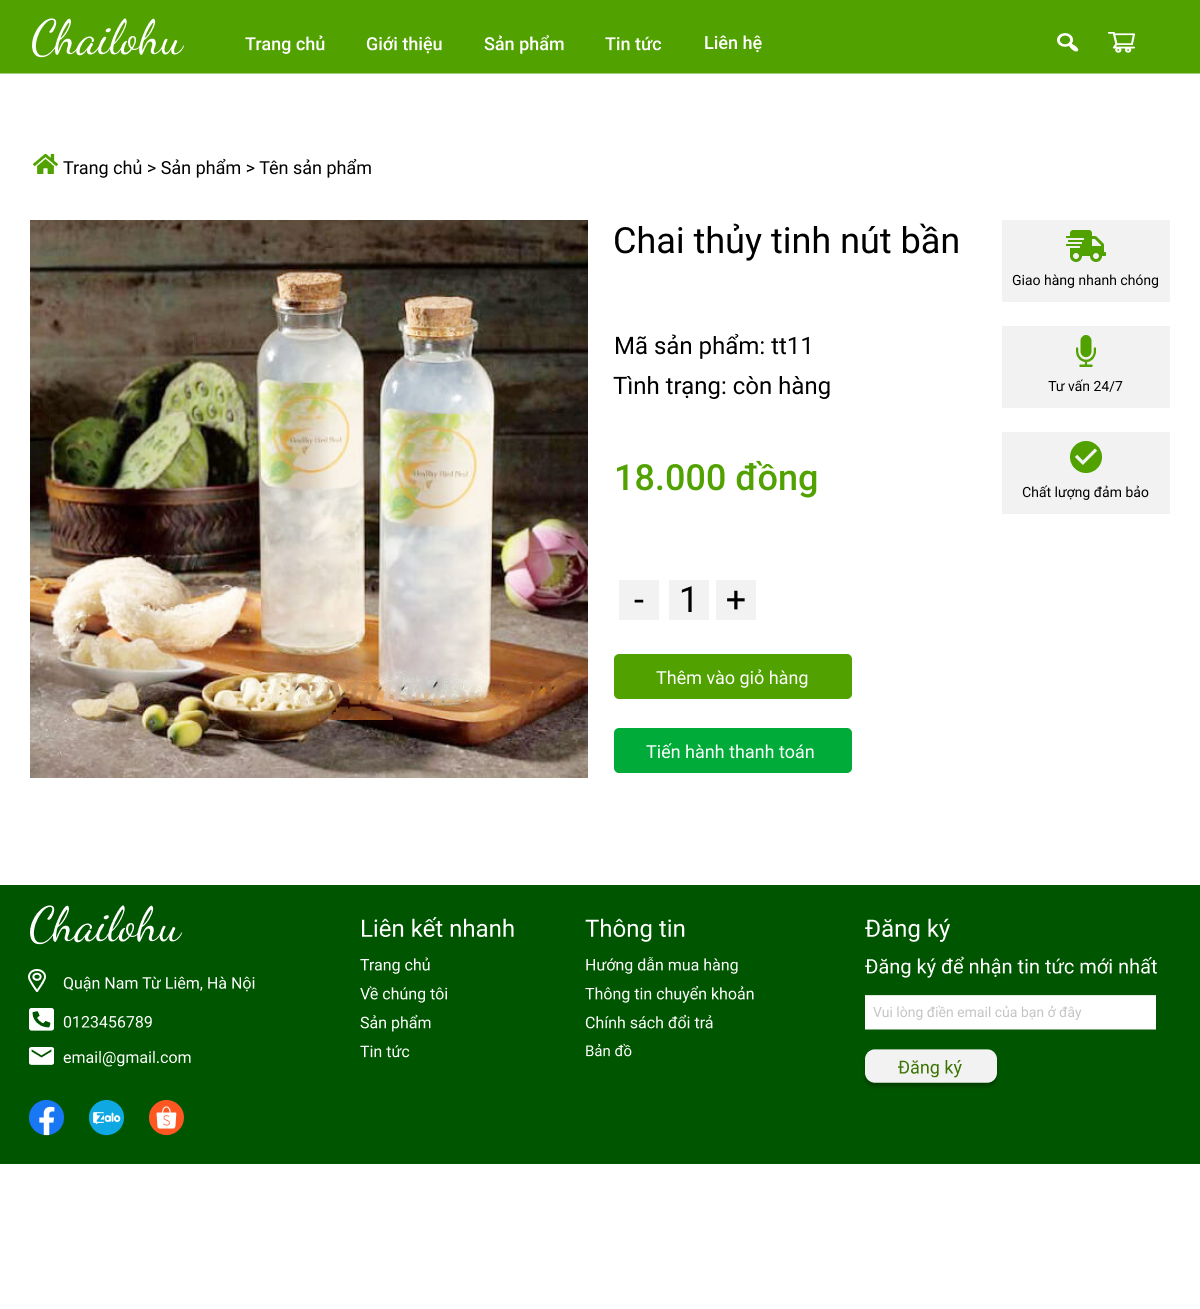 Chailohu
Trang chủ
Giới thiệu
Sản phẩm
Tin tức
Liên hệ
Trang chủ > Sản phẩm > Tên sản phẩm
Chai thủy tinh nút bần
Mã sản phẩm: tt11
Tình trạng: còn hàng
18.000 đồng
- 1 +
Thêm vào giỏ hàng
Tiến hành thanh toán
Giao hàng nhanh chóng
Tư vấn 24/7
Chất lượng đảm bảo
Chailohu
Quận Nam Từ Liêm, Hà Nội
0123456789
email@gmail.com
Zalo
Liên kết nhanh
Trang chủ
Về chúng tôi
Sản phẩm
Tin tức
Thông tin
Hướng dẫn mua hàng
Thông tin chuyển khoản
Chính sách đổi trả
Bản đồ
Đăng ký
Đăng ký để nhận tin tức mới nhất
Vui lòng điền email của bạn ở đây
Đăng ký